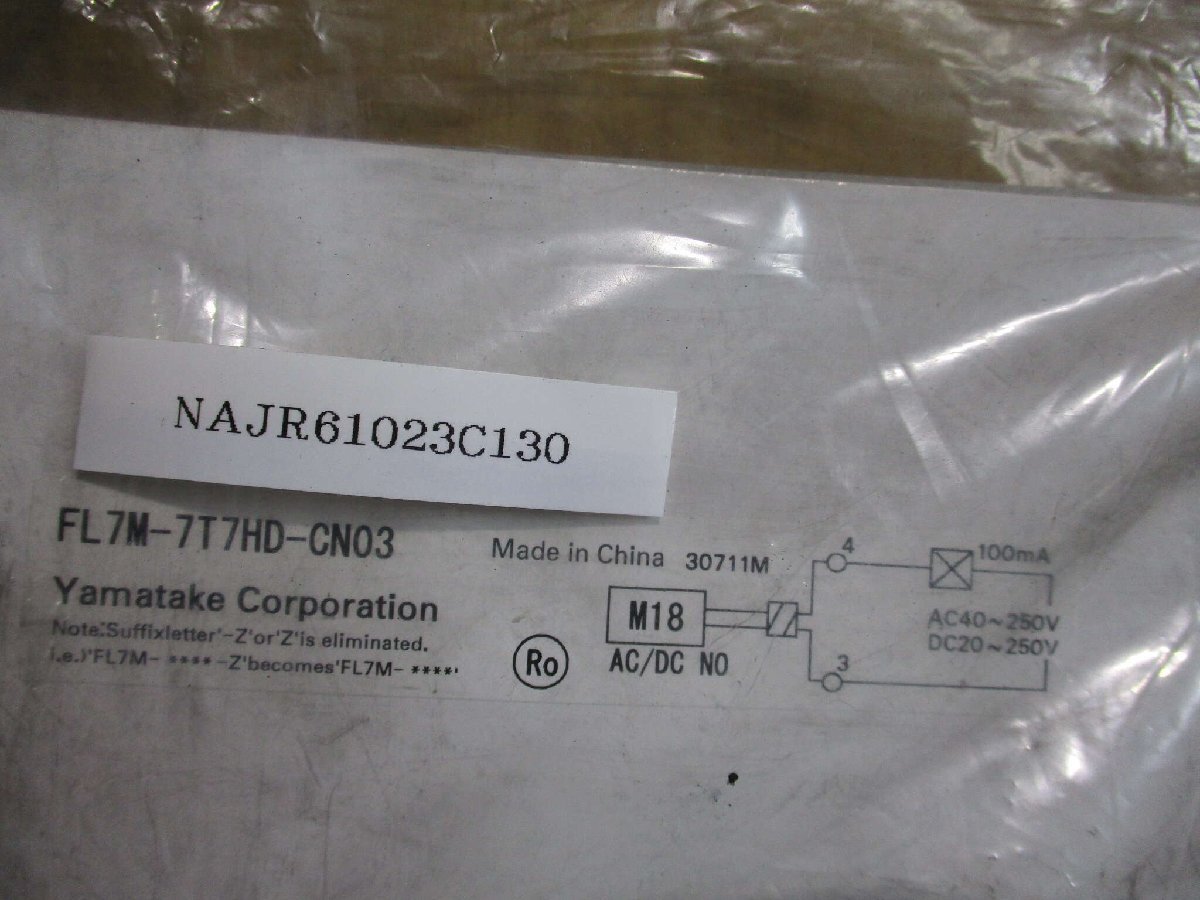 NAJR61023C130
FL7M-7T7HD-CN03
Made in China 30711M
Yamatake Corporation
Note:Suffixletter'-Z'or'Z'is eliminated.
i.e.)'FL7M- ****-Z'becomes'FL7M- ****'
Ro
M18
AC/DC NO
4
100mA
AC40~250V
DC20~250V
3